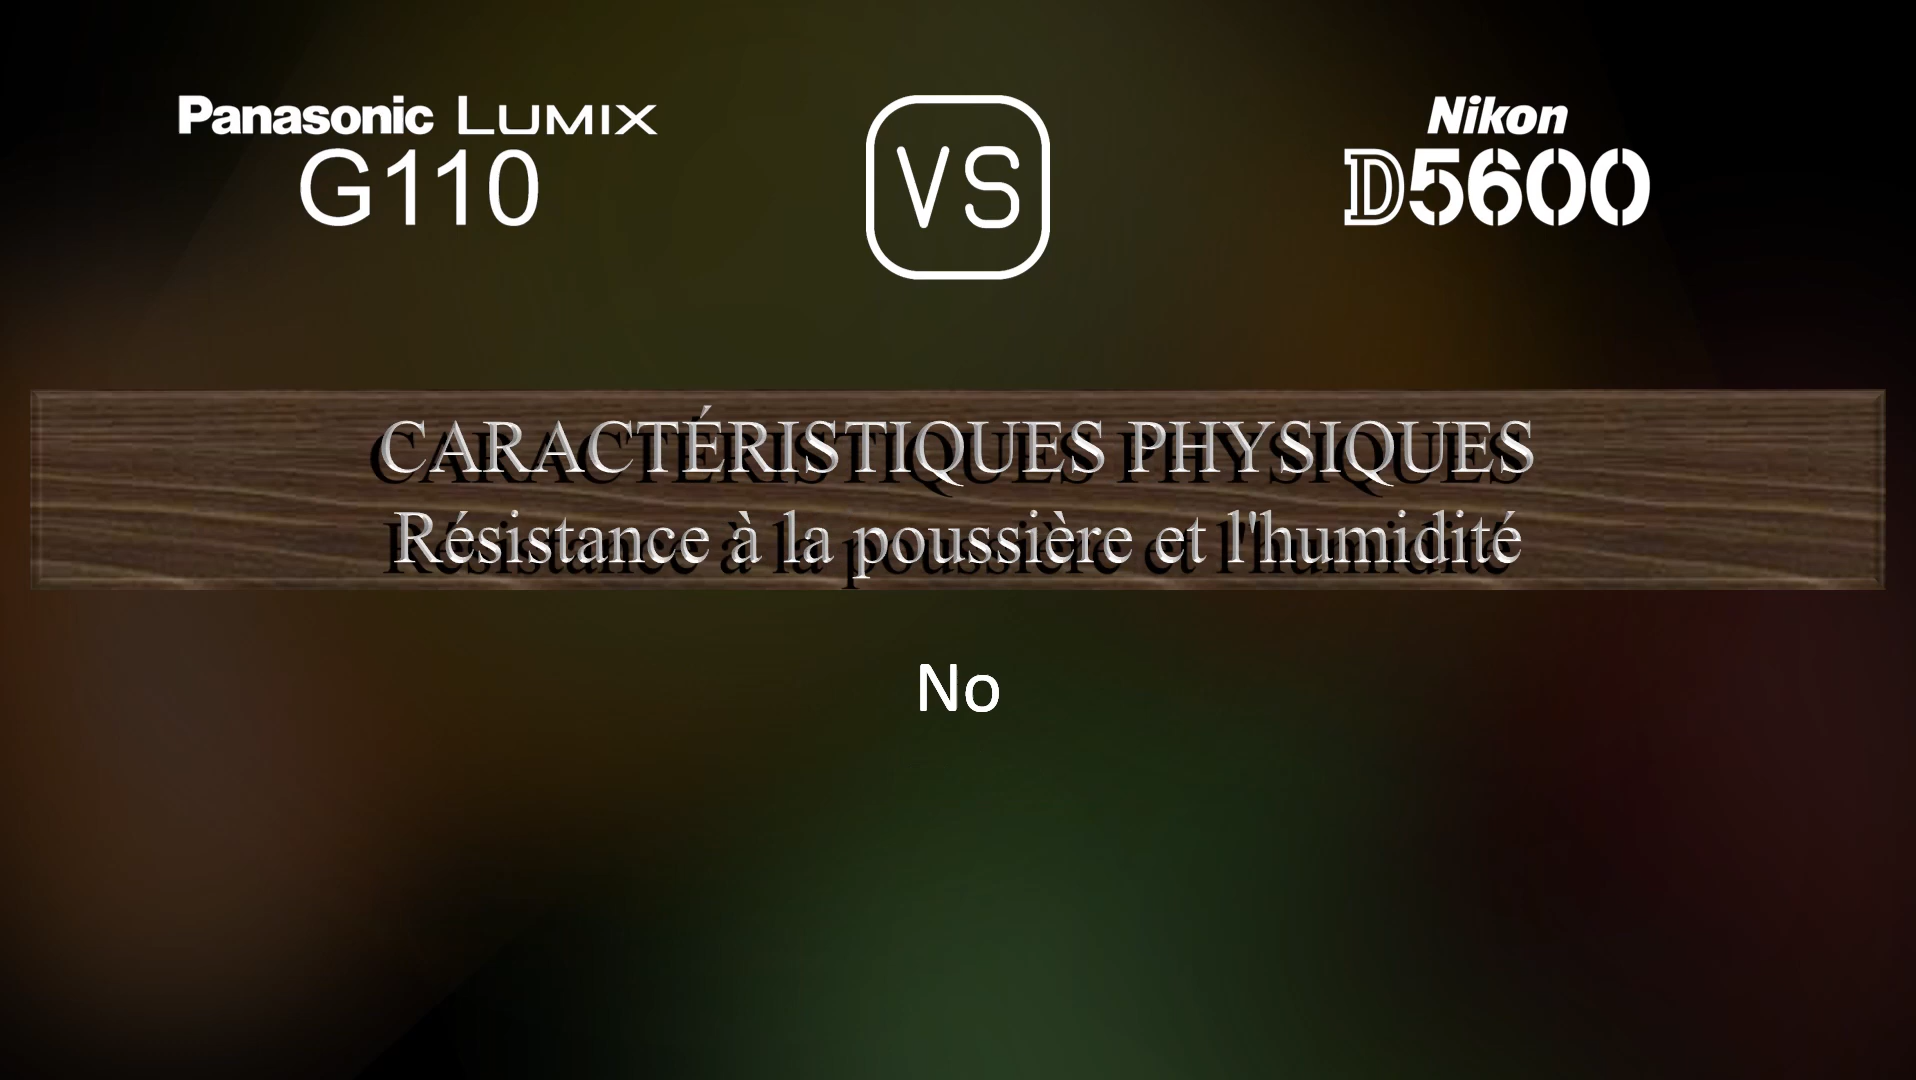 Panasonic LUMIX
G110
VS
Nikon
D5600
CARACTÉRISTIQUES PHYSIQUES
Résistance à la poussière et l'humidité
No